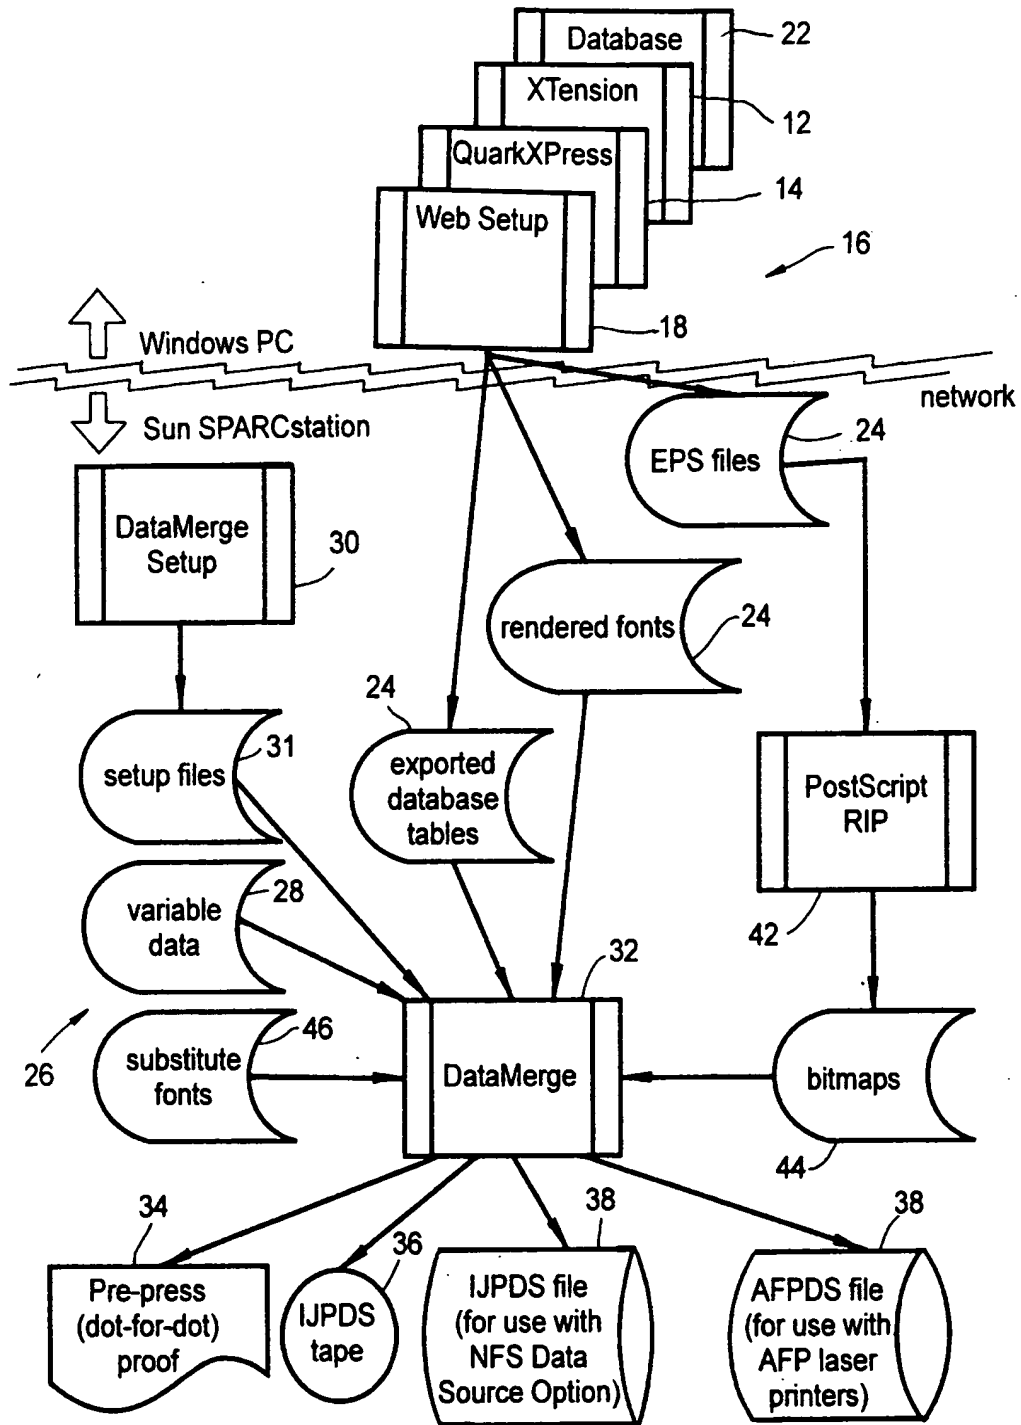 Database
22
XTension
12
QuarkXPress
14
Web Setup
16
18
Windows PC
network
Sun SPARCstation
EPS files
24
DataMerge
Setup
30
rendered fonts
24
24
setup files
31
exported
database
tables
PostScript
RIP
variable
data
28
42
32
substitute
fonts
46
26
DataMerge
bitmaps
44
34
36
38
38
Pre-press
(dot-for-dot)
proof
IJPDS
tape
IJPDS file
(for use with
NFS Data
Source Option)
AFPDS file
(for use with
AFP laser
printers)